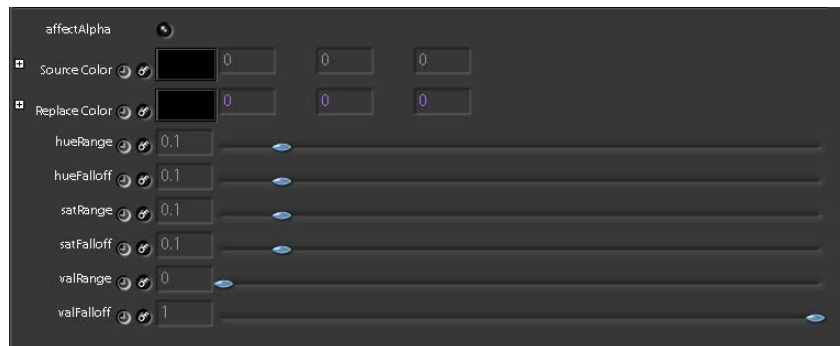 affectAlpha
Source Color 0 0 0
Replace Color 0 0 0
hueRange 0.1
hueFalloff 0.1
satRange 0.1
satFalloff 0.1
valRange 0
valFalloff 1